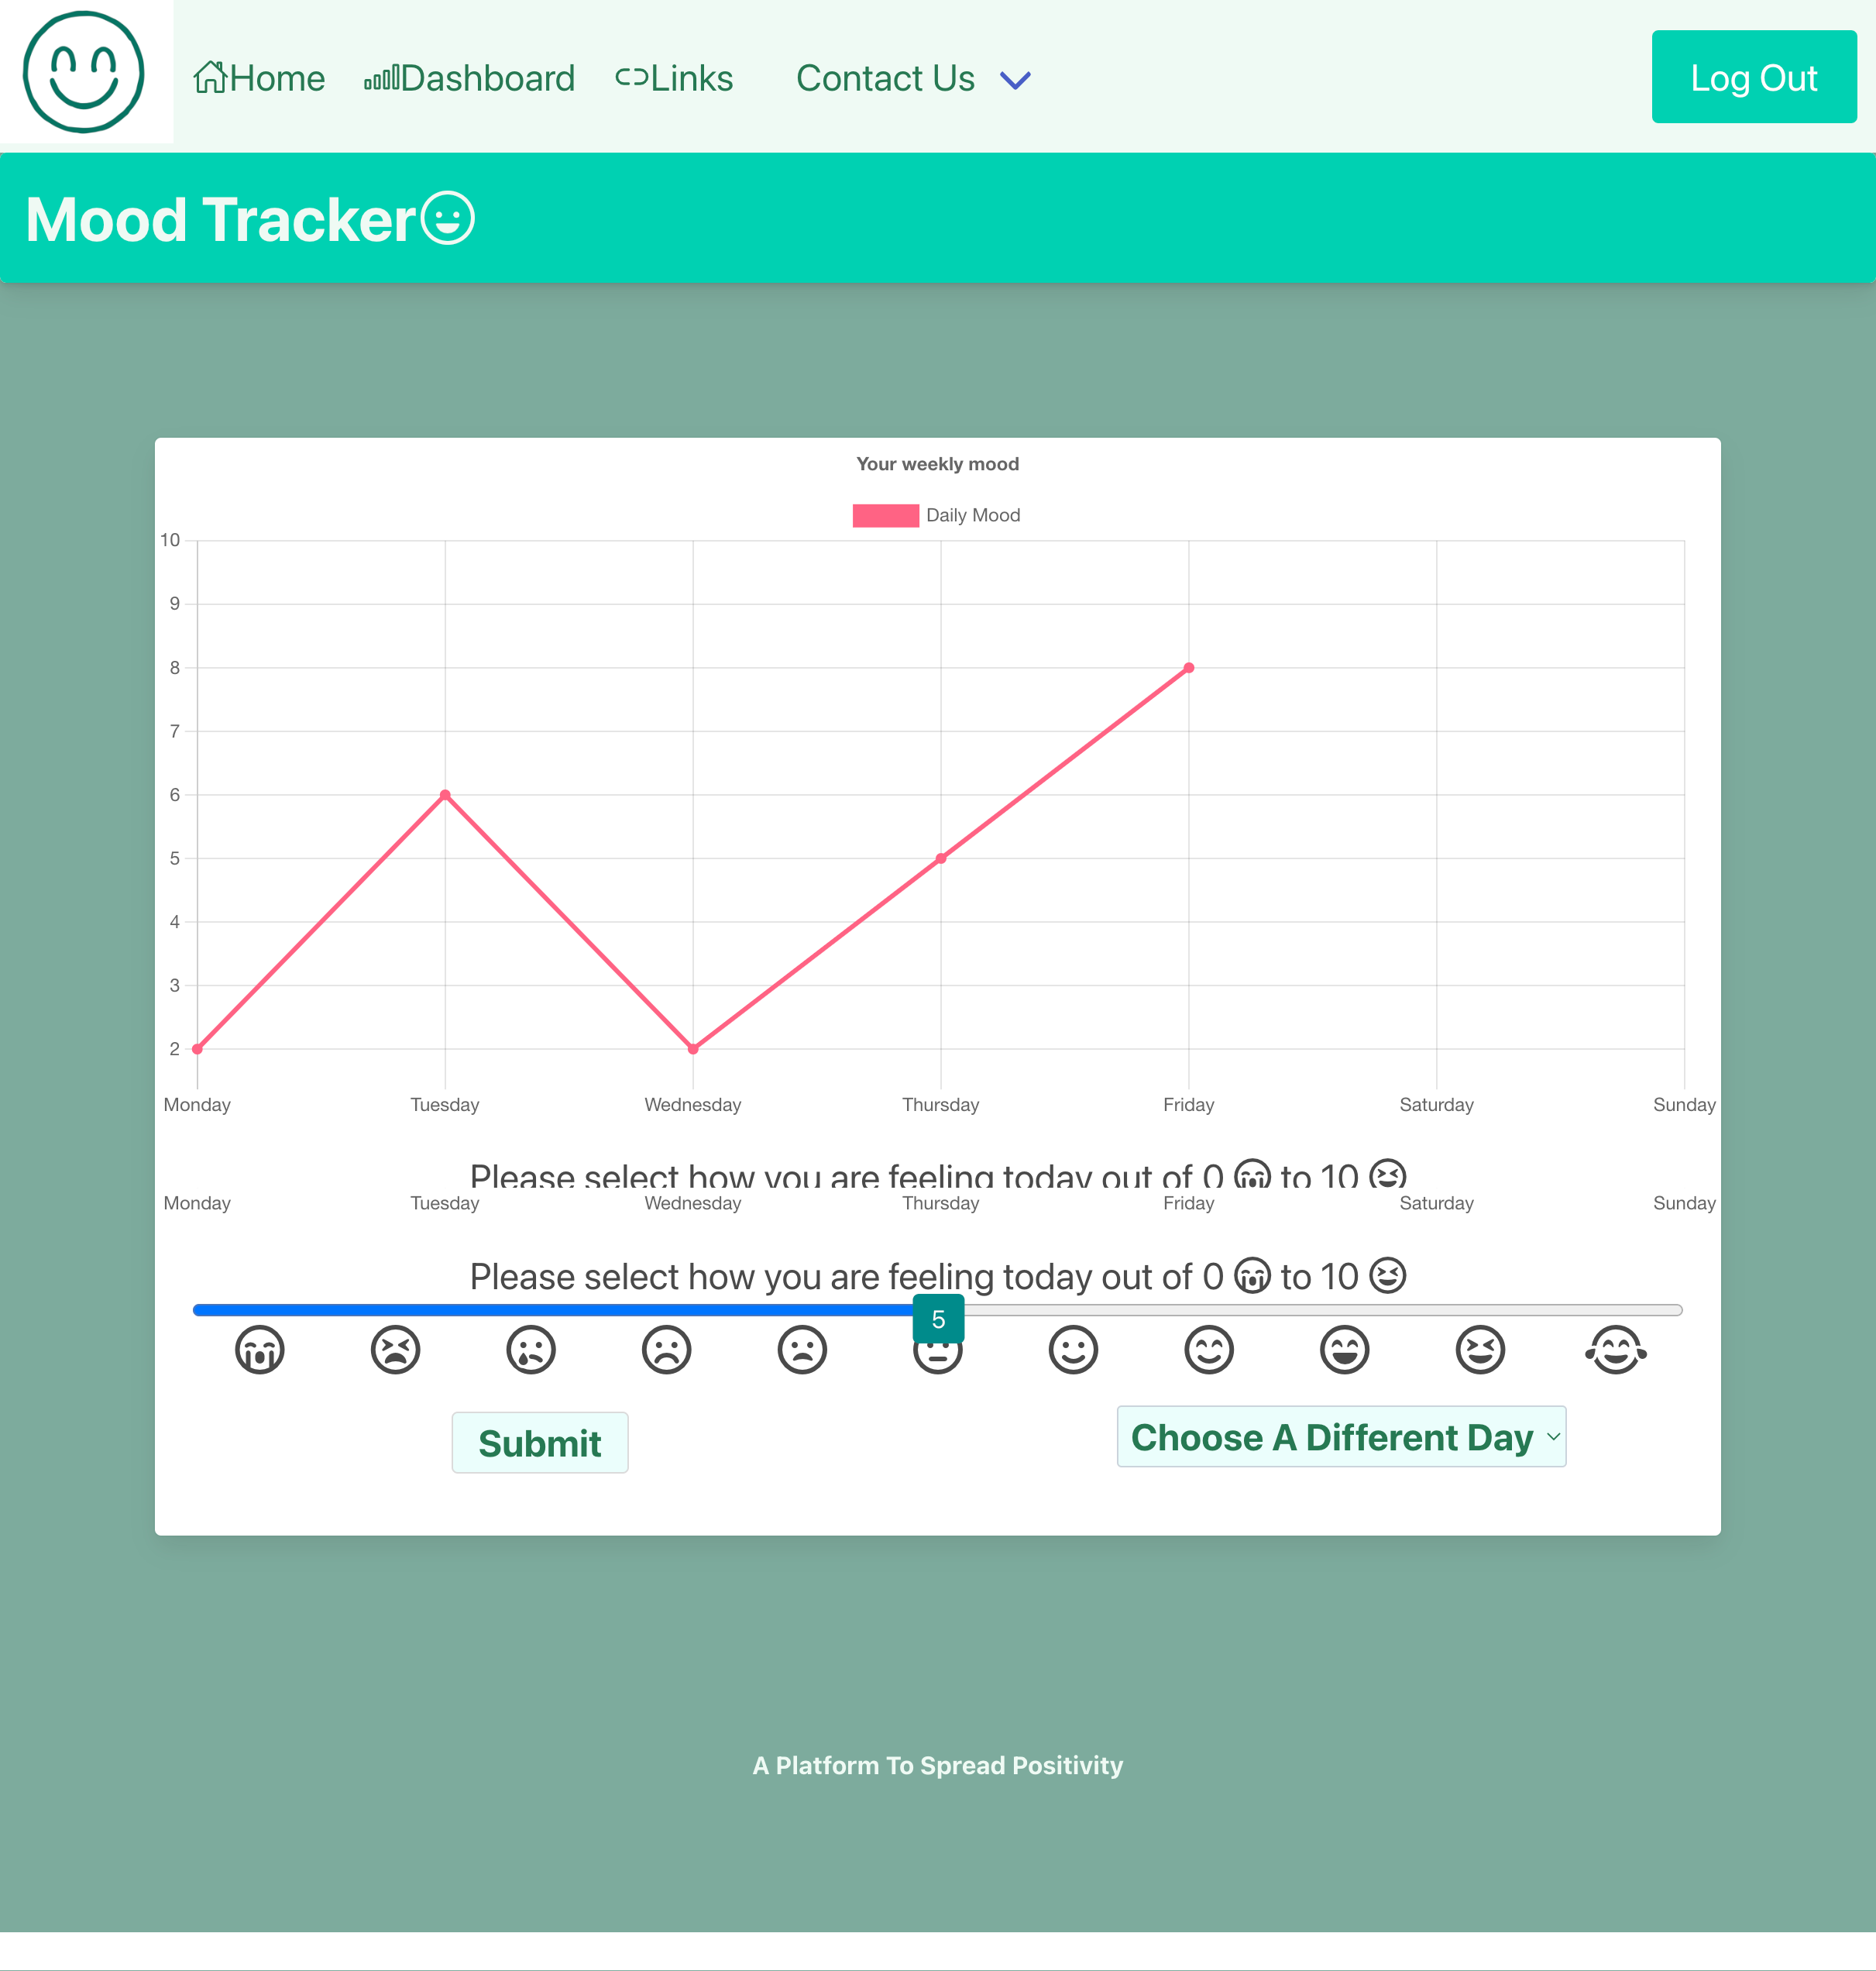 Home Dashboard Links Contact Us Log Out
Mood Tracker
Your weekly mood
Daily Mood
10
9
8
7
6
5
4
3
2
Monday Tuesday Wednesday Thursday Friday Saturday Sunday
Please select how you are feeling today out of 0 😭 to 10 😆
Monday Tuesday Wednesday Thursday Friday Saturday Sunday
Please select how you are feeling today out of 0 😭 to 10 😆
5
Submit Choose A Different Day
A Platform To Spread Positivity